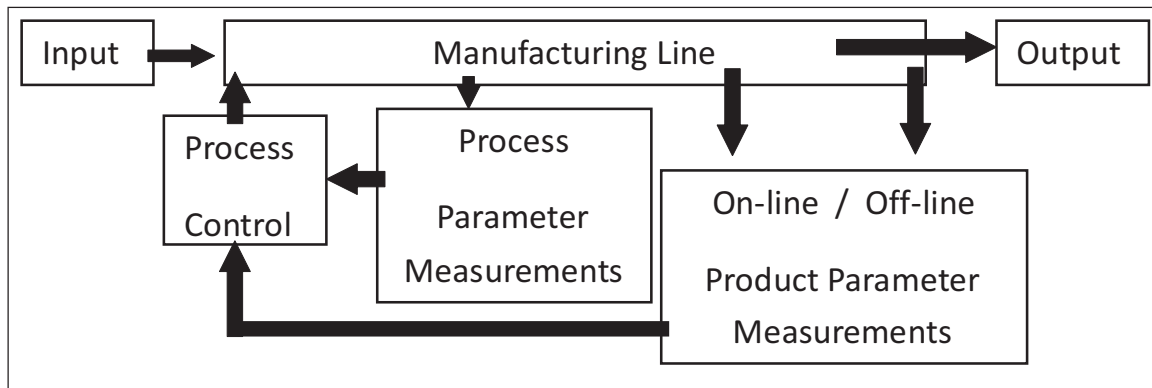 Input
Manufacturing Line
Output
Process
Control
Process
Parameter
Measurements
On-line / Off-line
Product Parameter
Measurements